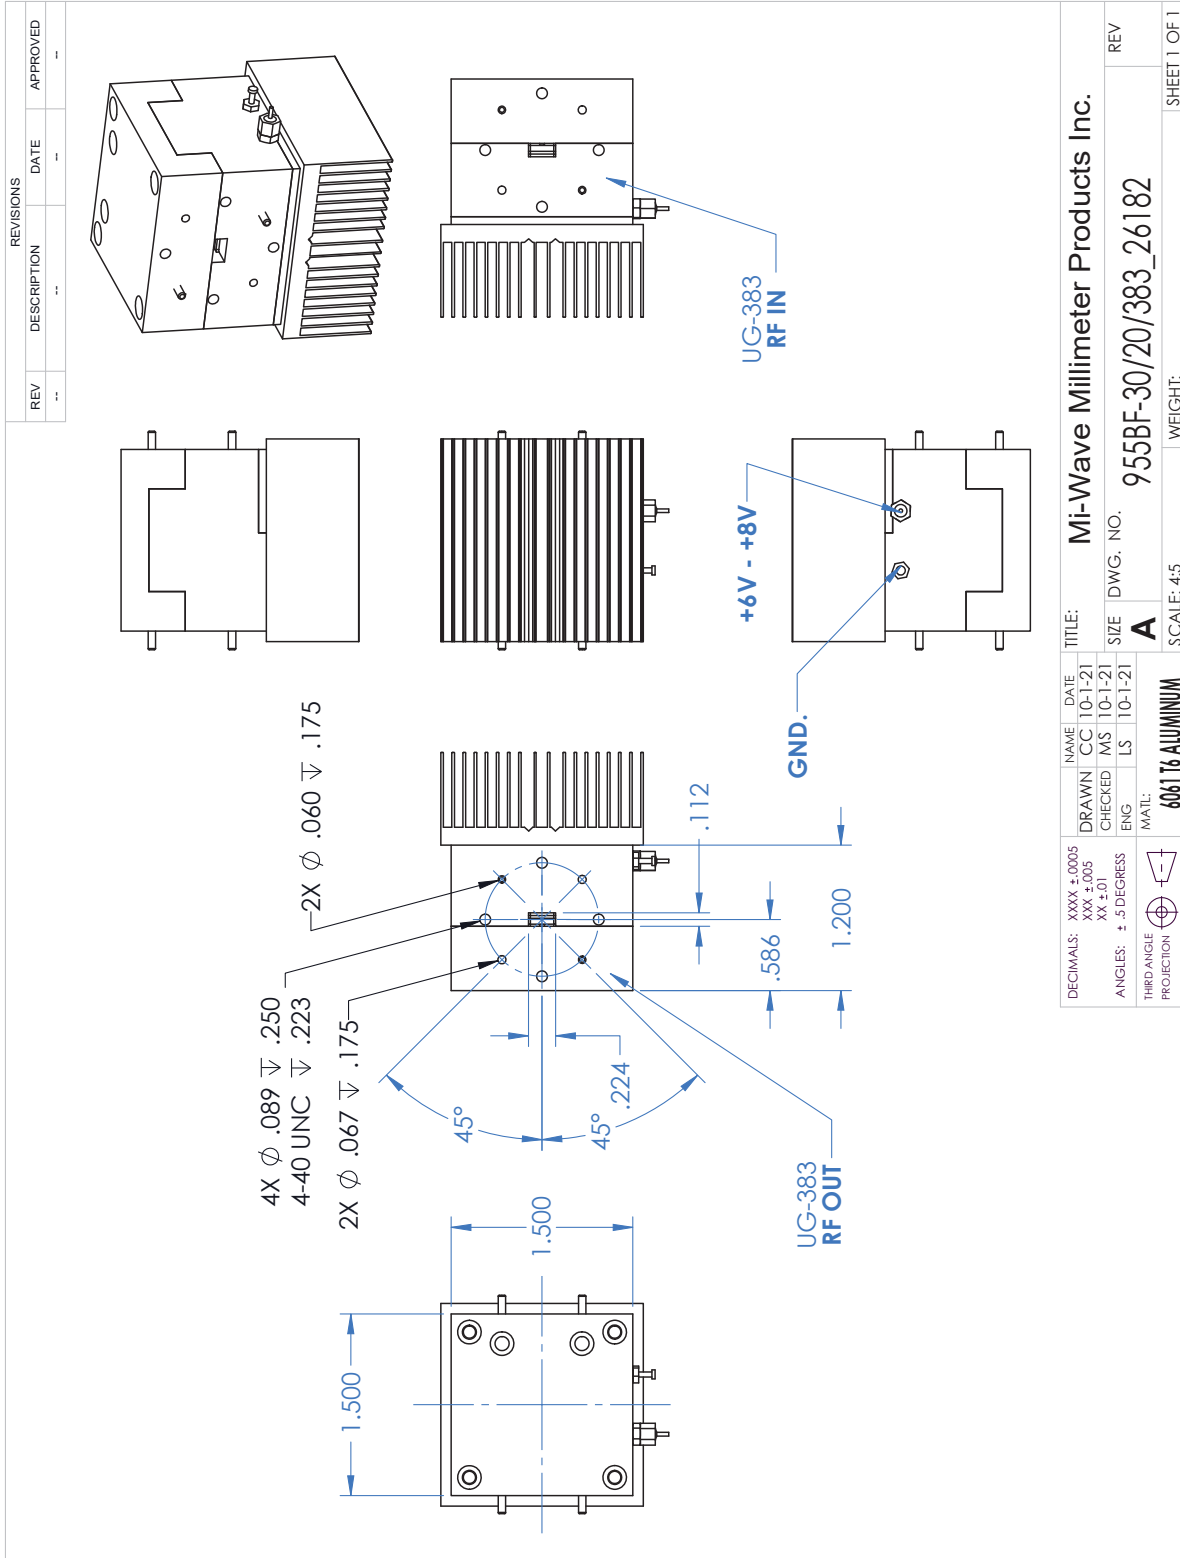 REVISIONS
REV DESCRIPTION DATE APPROVED
-- -- -- --
4X ∅ .089 ↧ .250
4-40 UNC ↧ .223
2X ∅ .067 ↧ .175
2X ∅ .060 ↧ .175
1.500
1.500
45°
45°
.224
.112
.586
1.200
UG-383
RF OUT
GND.
+6V - +8V
UG-383
RF IN
DECIMALS: XXXX ±.0005
XXX ±.005
XX ±.01
ANGLES: ± .5 DEGRESS
THIRD ANGLE
PROJECTION
NAME DATE
DRAWN CC 10-1-21
CHECKED MS 10-1-21
ENG LS 10-1-21
MATL:
6061 T6 ALUMINUM
TITLE:
Mi-Wave Millimeter Products Inc.
SIZE DWG. NO. REV
A 955BF-30/20/383_26182
SCALE: 4:5 WEIGHT: SHEET 1 OF 1